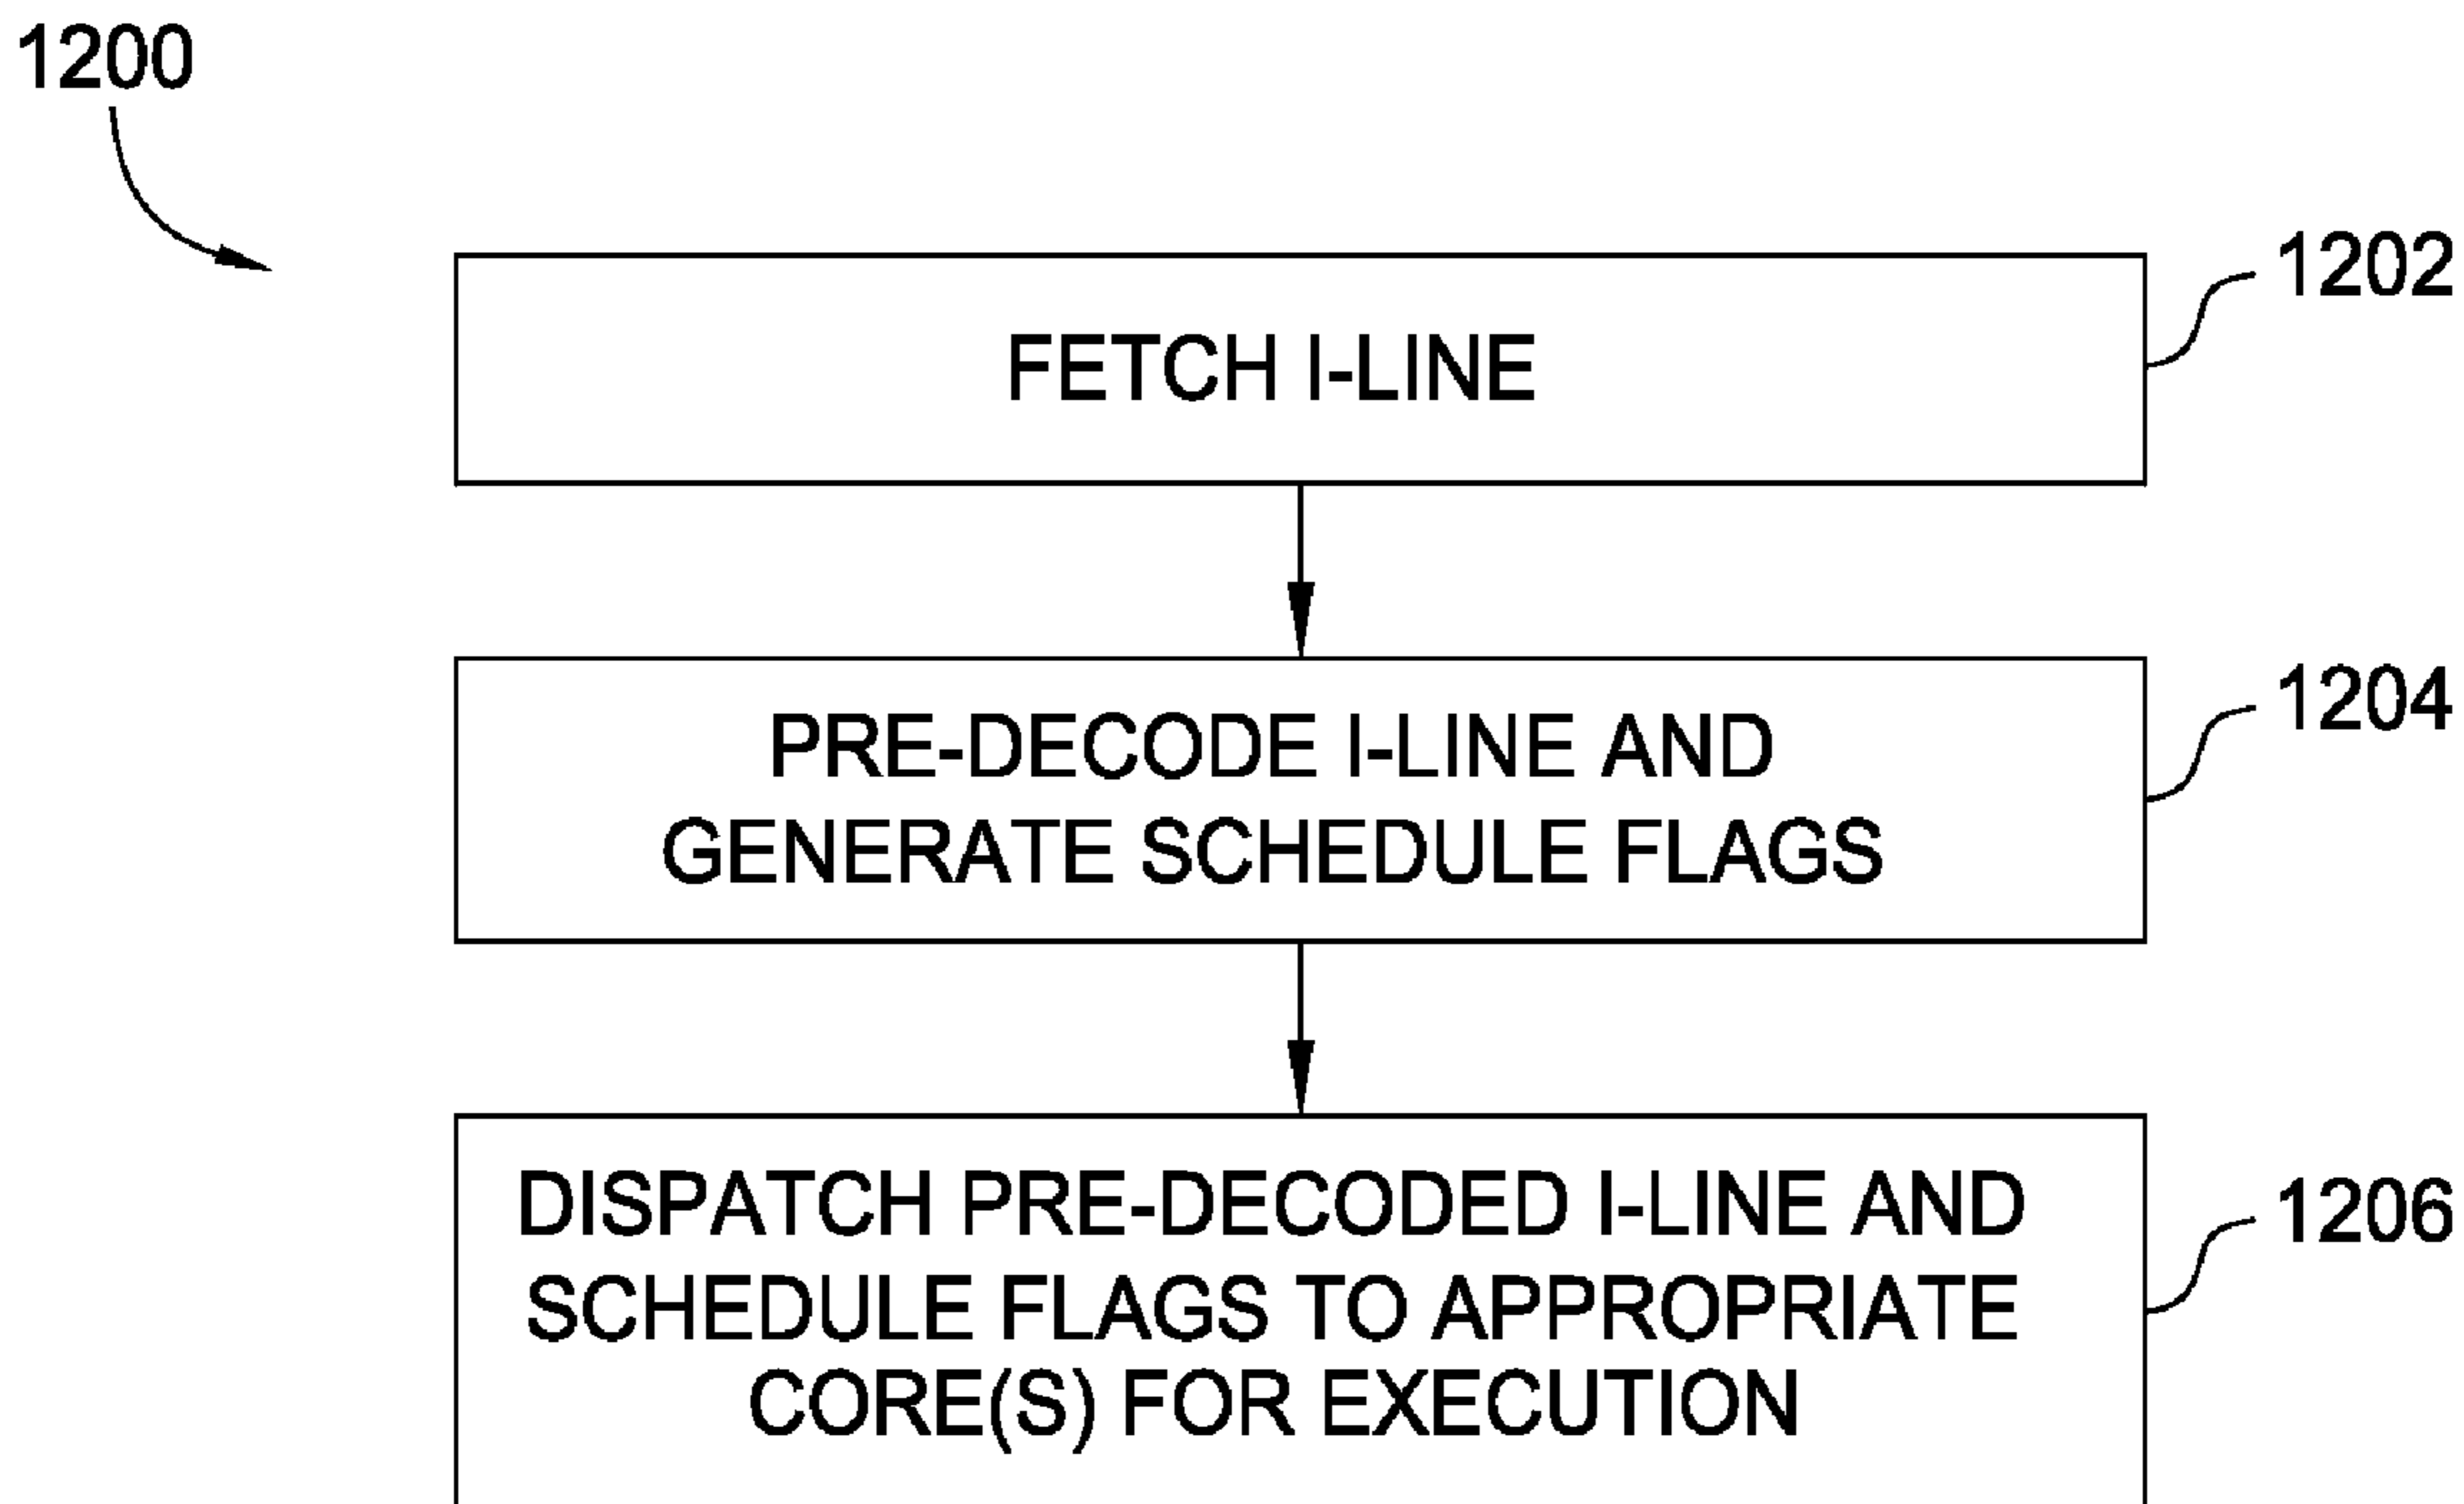 1200
1202
FETCH I-LINE
1204
PRE-DECODE I-LINE AND
GENERATE SCHEDULE FLAGS
1206
DISPATCH PRE-DECODED I-LINE AND
SCHEDULE FLAGS TO APPROPRIATE
CORE(S) FOR EXECUTION